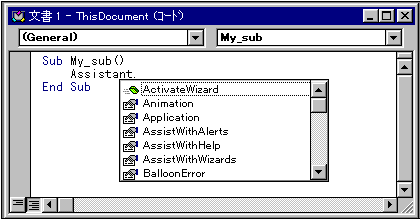 文書1 - ThisDocument (コード)
(General)
My_sub
Sub My_sub()
Assistant.
End Sub
ActivateWizard
Animation
Application
AssistWithAlerts
AssistWithHelp
AssistWithWizards
BalloonError